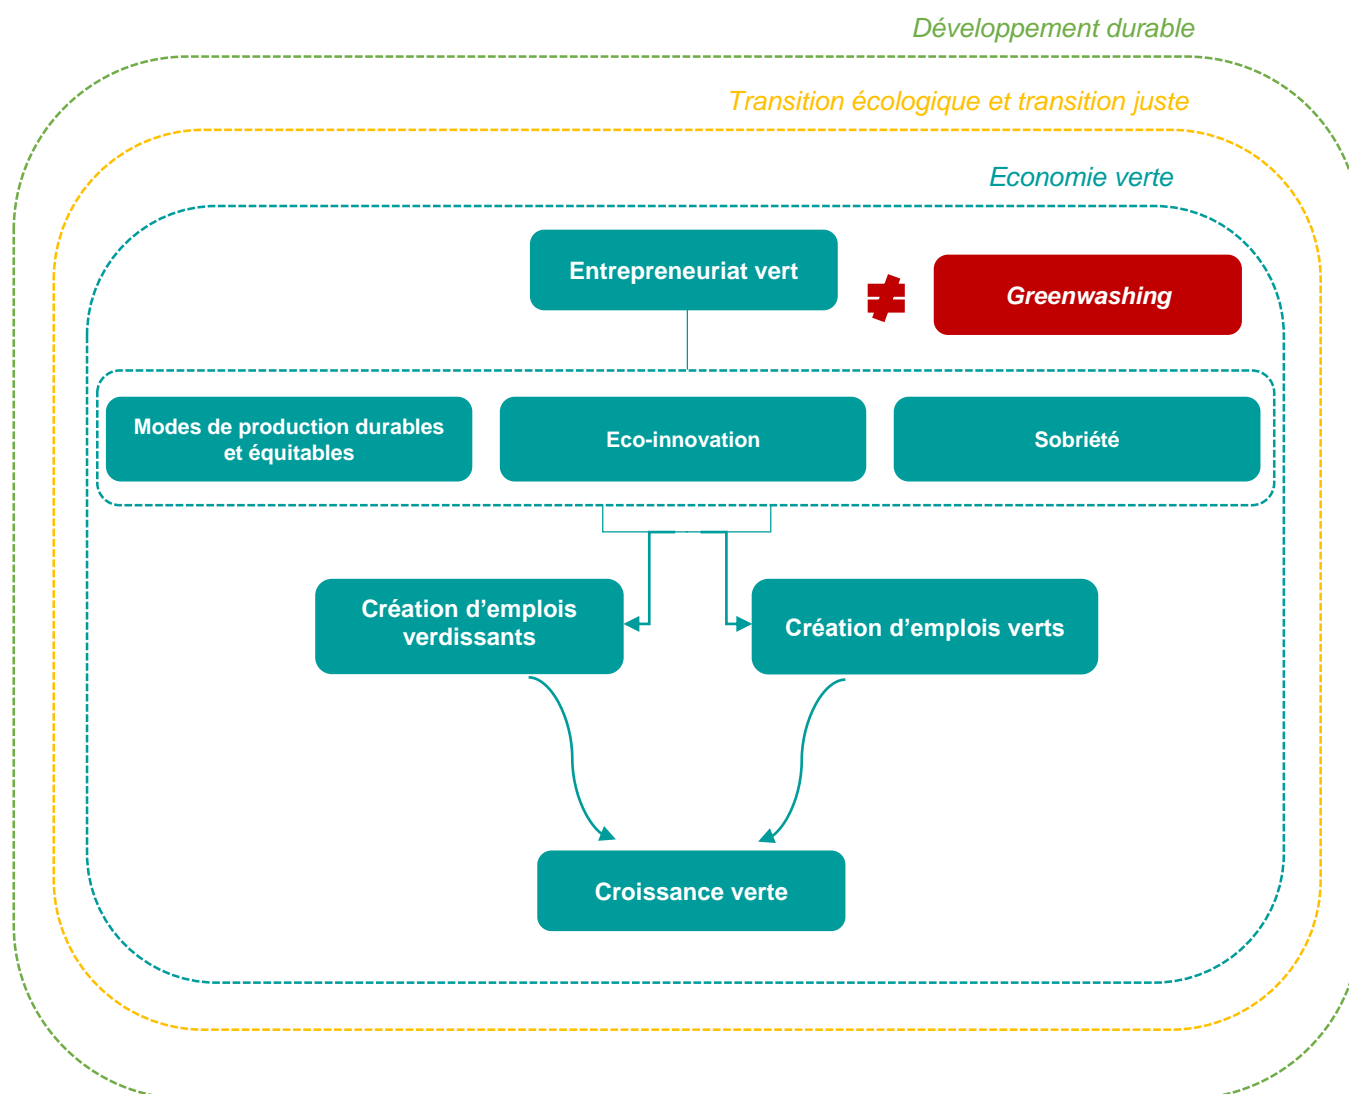 Développement durable
Transition écologique et transition juste
Economie verte
Entrepreneuriat vert
≠
Greenwashing
Modes de production durables
et équitables
Eco-innovation
Sobriété
Création d’emplois
verdissants
Création d’emplois verts
Croissance verte